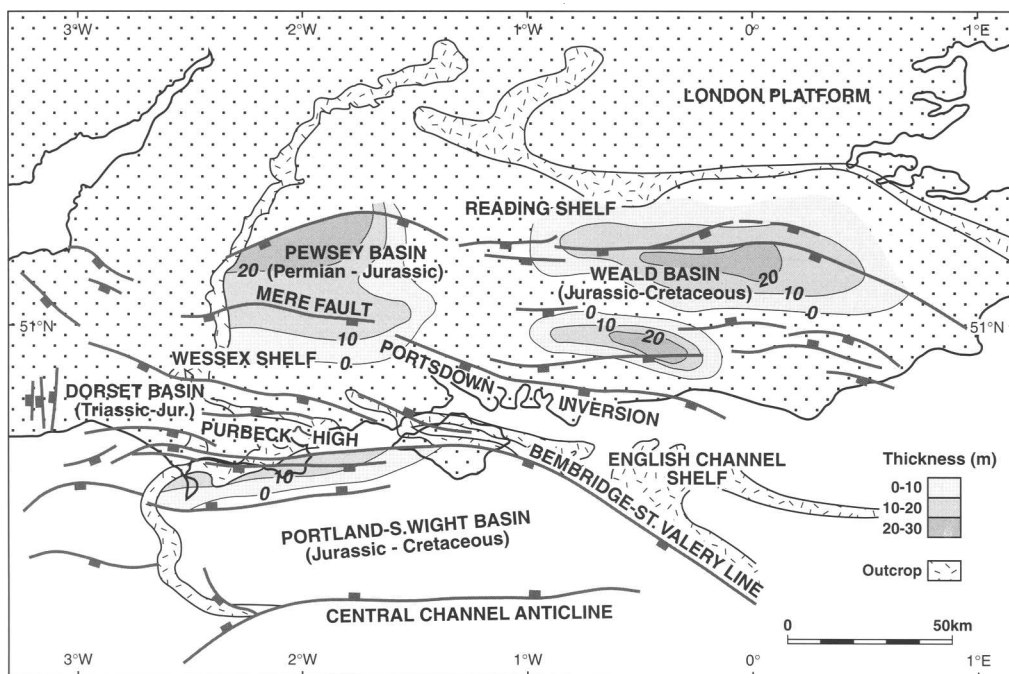 3°W 2°W 1°W 0° 1°E
LONDON PLATFORM
READING SHELF
PEWSEY BASIN
(Permian - Jurassic)
20
MERE FAULT
10
0
WEALD BASIN
(Jurassic-Cretaceous)
20
10
0
0
10
20
51°N
51°N
WESSEX SHELF
PORTSDOWN
INVERSION
DORSET BASIN
(Triassic-Jur.)
PURBECK HIGH
10
0
BEMBRIDGE-ST.VALERY LINE
ENGLISH CHANNEL
SHELF
PORTLAND-S.WIGHT BASIN
(Jurassic - Cretaceous)
CENTRAL CHANNEL ANTICLINE
Thickness (m)
0-10
10-20
20-30
Outcrop
0 50km
3°W 2°W 1°W 0° 1°E